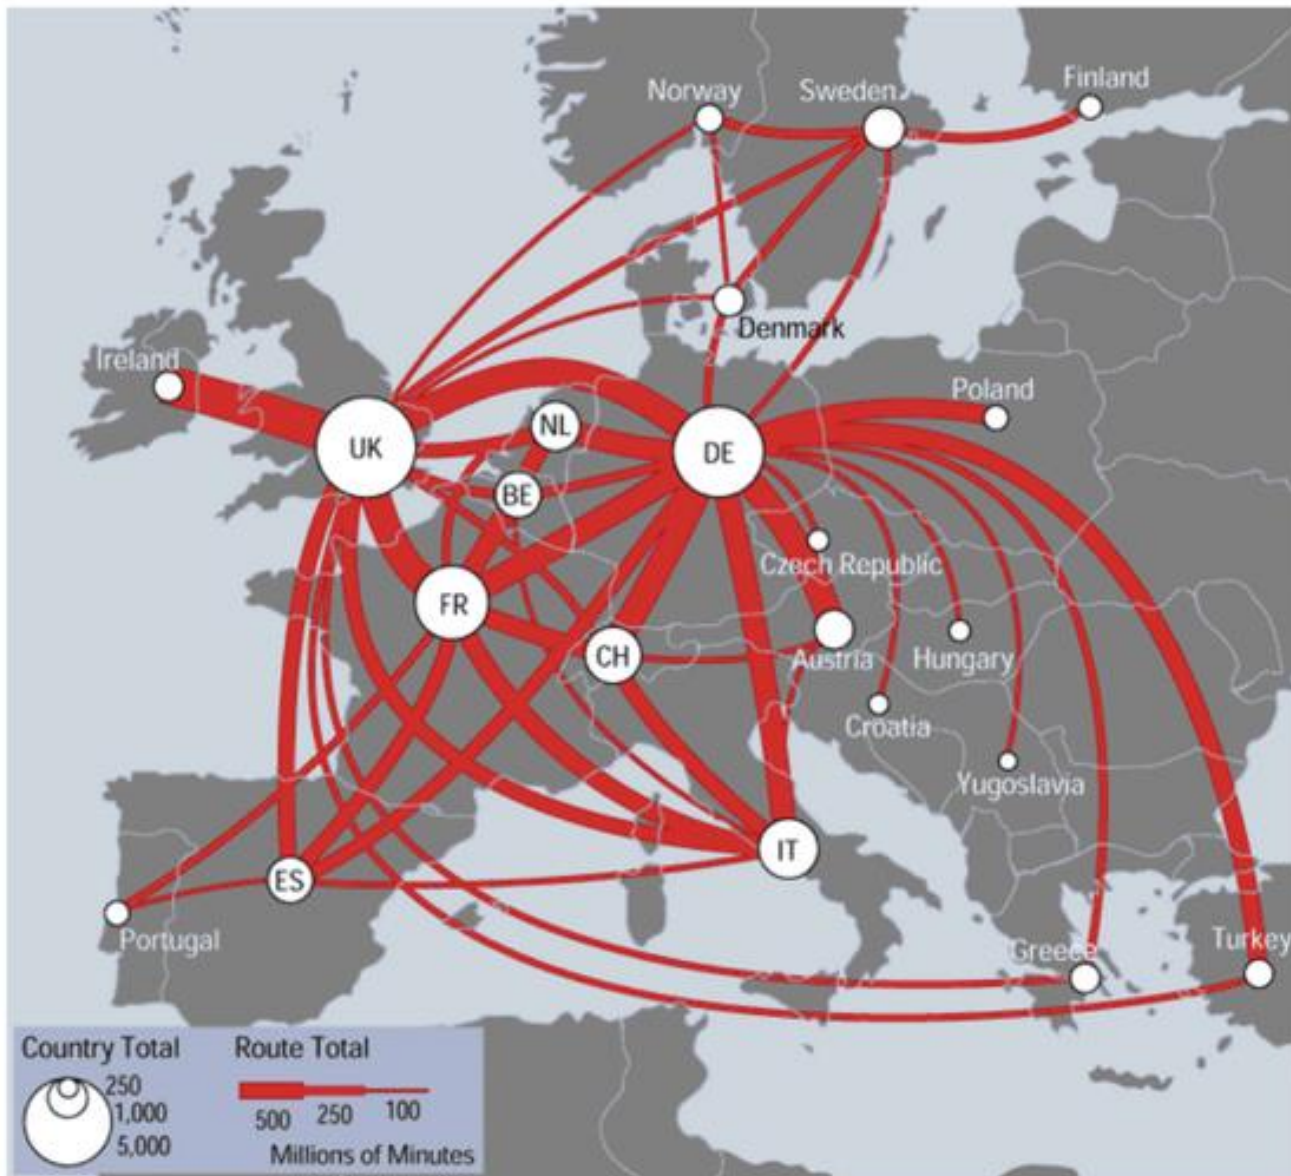 Norway
Sweden
Finland
Ireland
Denmark
Poland
UK
NL
DE
BE
Czech Republic
FR
CH
Austria
Hungary
Croatia
Yugoslavia
IT
ES
Portugal
Greece
Turkey
Country Total
250
1,000
5,000
Route Total
500 250 100
Millions of Minutes